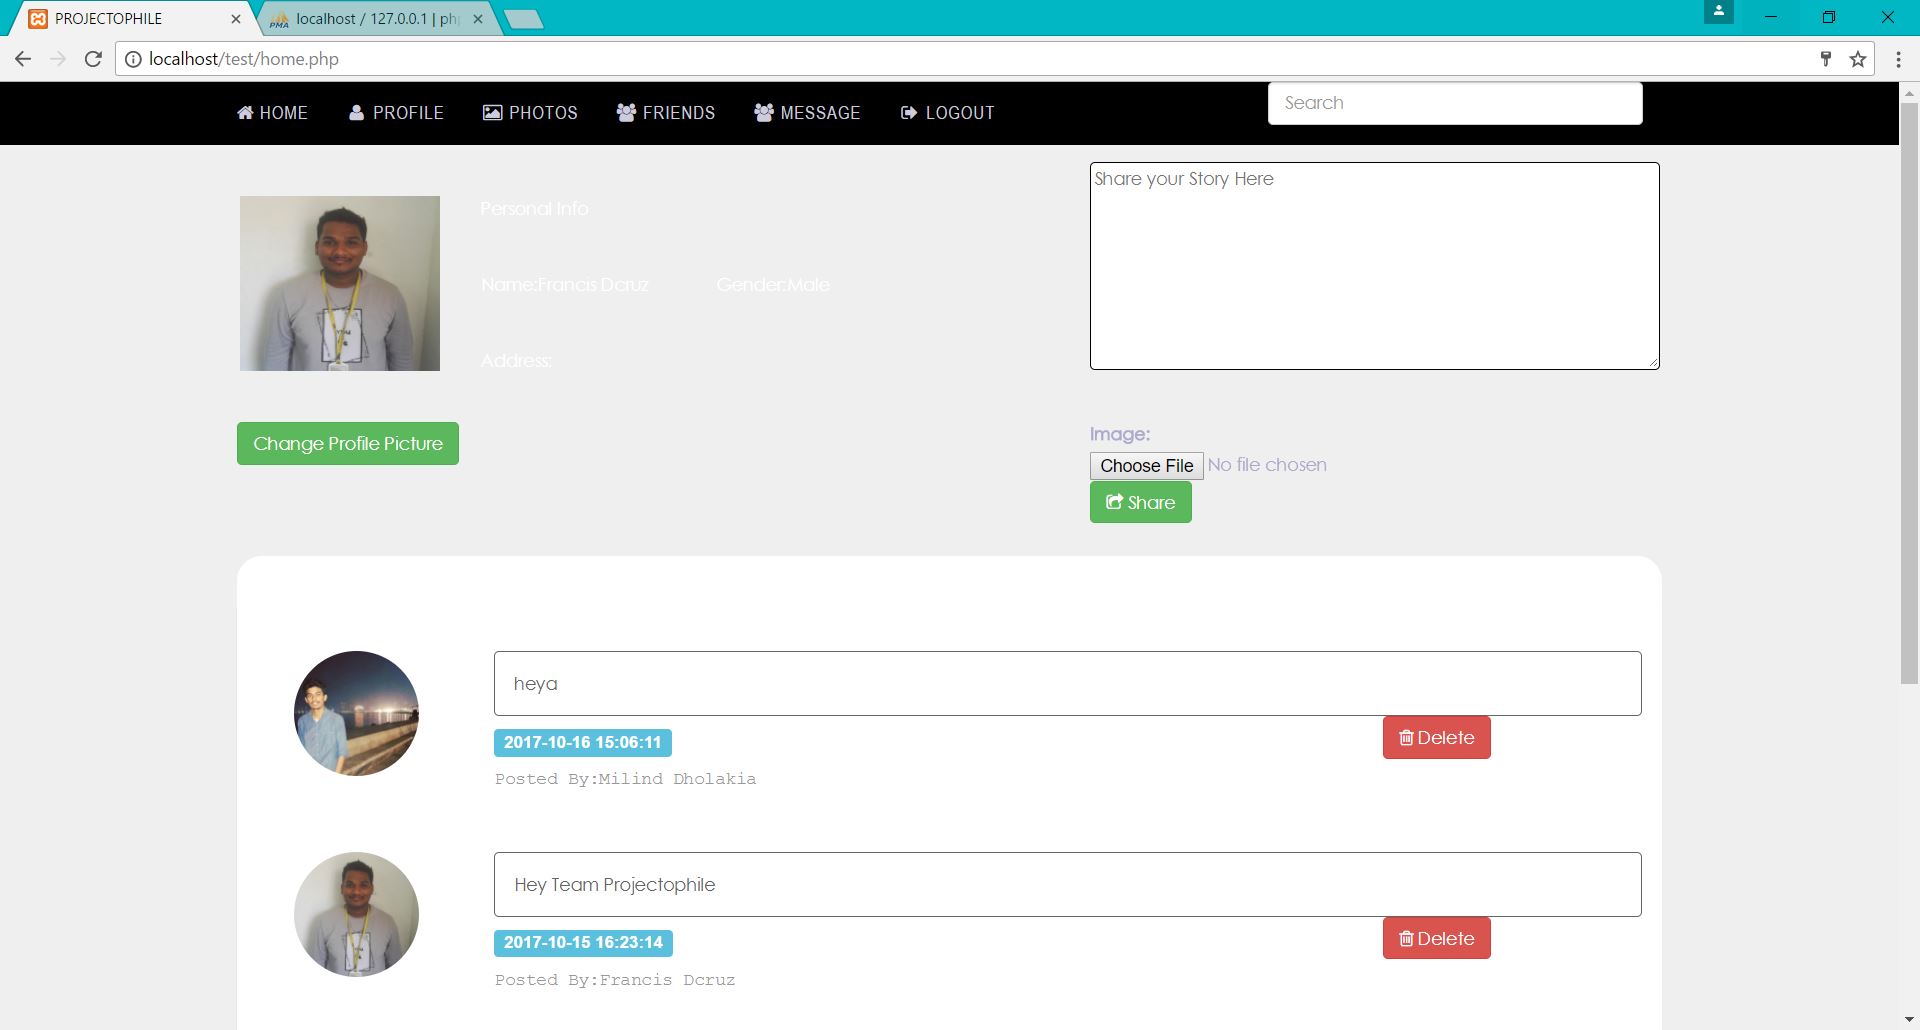 PROJECTOPHILE
localhost / 127.0.0.1 | php
localhost/test/home.php
HOME PROFILE PHOTOS FRIENDS MESSAGE LOGOUT
Search
Share your Story Here
Personal Info
Name:Francis Dcruz Gender:Male
Address:
Change Profile Picture
Image:
Choose File No file chosen
Share
heya
2017-10-16 15:06:11
Delete
Posted By:Milind Dholakia
Hey Team Projectophile
2017-10-15 16:23:14
Delete
Posted By:Francis Dcruz